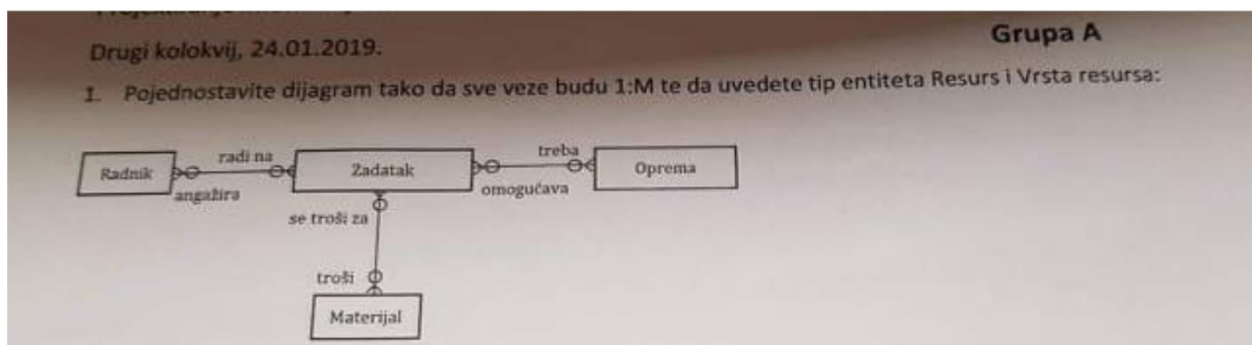 Grupa A
Drugi kolokvij, 24.01.2019.
1. Pojednostavite dijagram tako da sve veze budu 1:M te da uvedete tip entiteta Resurs i Vrsta resursa:
Radnik
radi na
angažira
Zadatak
treba
omogućava
Oprema
se troši za
troši
Materijal